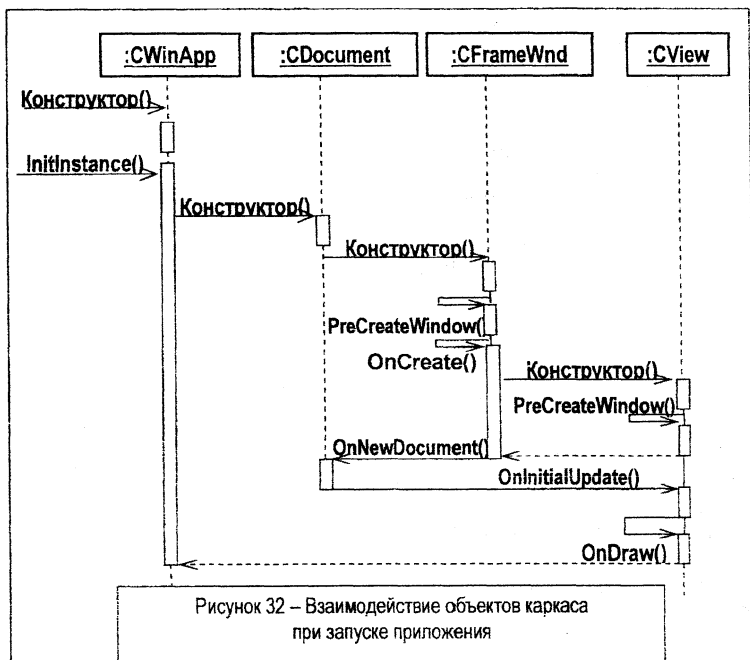 :CWinApp :CDocument :CFrameWnd :CView
Конструктор()
InitInstance()
Конструктор()
Конструктор()
PreCreateWindow()
OnCreate()
Конструктор()
PreCreateWindow()
OnNewDocument()
OnInitialUpdate()
OnDraw()
Рисунок 32 – Взаимодействие объектов каркаса
при запуске приложения